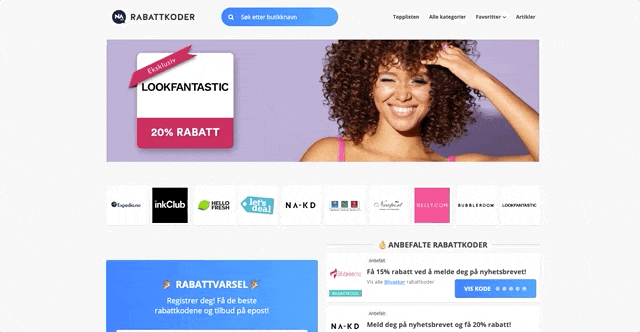 NA RABATTKODER
Søk etter butikknavn
Topplisten Alle kategorier Favoritter Artikler
Eksklusiv
LOOKFANTASTIC
20% RABATT
Expedia.no
inkClub
HELLO FRESH
let's deal
NA-KD
NELLY.COM
BUBBLEROOM
LOOKFANTASTIC
ANBEFALTE RABATTKODER
RABATTVARSEL
Registrer deg! Få de beste
rabattkodene og tilbud på epost!
Anbefalt
Få 15% rabatt ved å melde deg på nyhetsbrevet!
Vis alle Blivakker rabattkoder
VIS KODE
RABATTKODE
Anbefalt
NA-KD
Meld deg på nyhetsbrevet og få 20% rabatt!